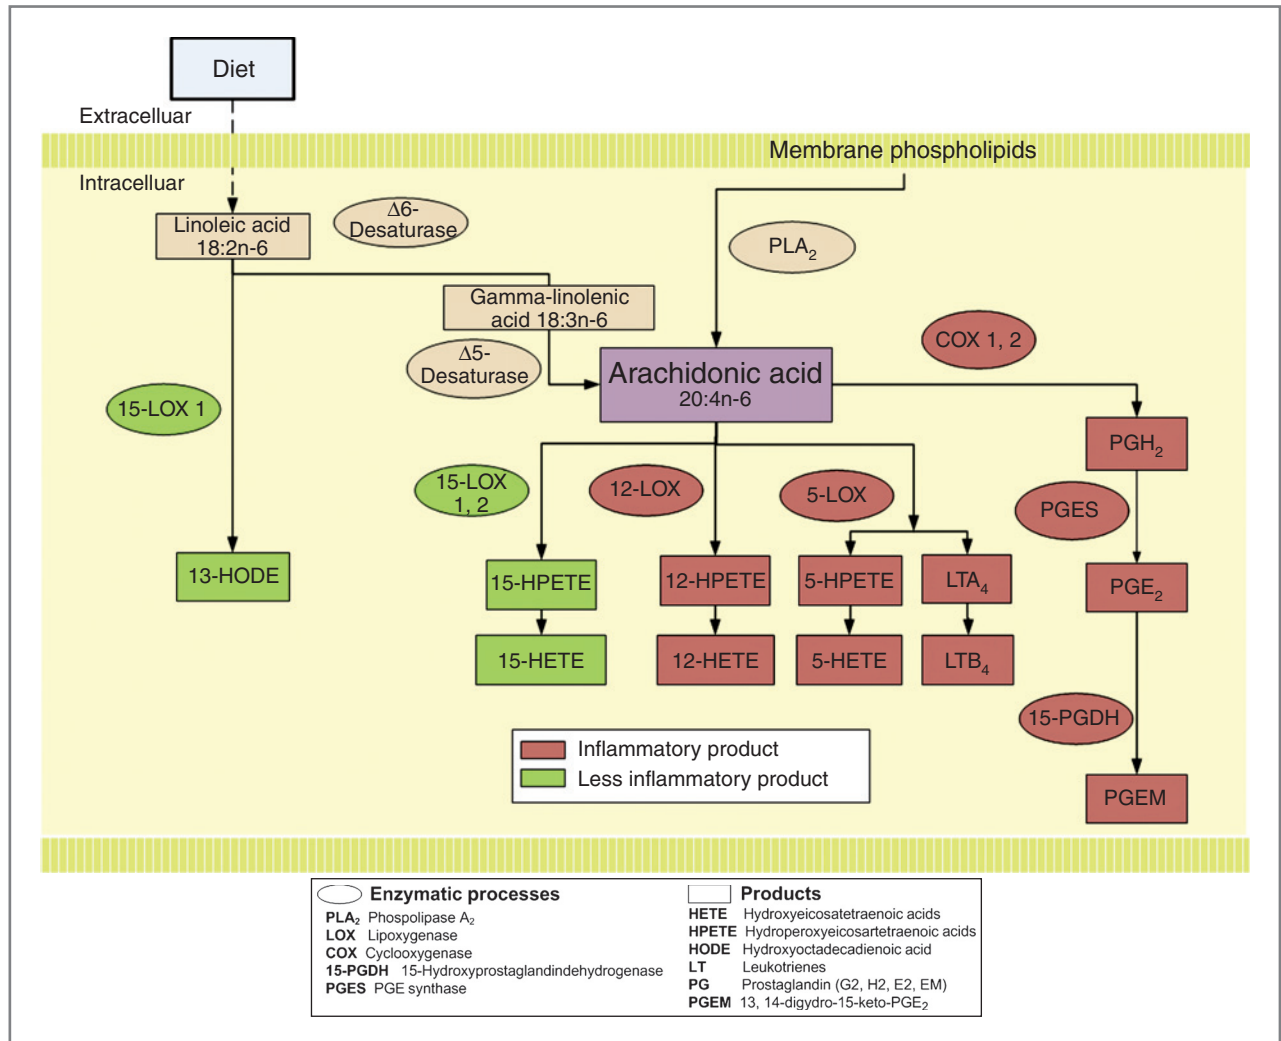 Diet
Extracelluar
Membrane phospholipids
Intracelluar
Linoleic acid
18:2n-6
Δ6-
Desaturase
PLA2
Gamma-linolenic
acid 18:3n-6
Δ5-
Desaturase
Arachidonic acid
20:4n-6
COX 1, 2
15-LOX 1
PGH2
15-LOX
1, 2
12-LOX
5-LOX
PGES
13-HODE
15-HPETE
12-HPETE
5-HPETE
LTA4
PGE2
15-HETE
12-HETE
5-HETE
LTB4
15-PGDH
Inflammatory product
Less inflammatory product
PGEM
Enzymatic processes
PLA2 Phospolipase A2
LOX Lipoxygenase
COX Cyclooxygenase
15-PGDH 15-Hydroxyprostaglandindehydrogenase
PGES PGE synthase
Products
HETE Hydroxyeicosatetraenoic acids
HPETE Hydroperoxyeicosartetraenoic acids
HODE Hydroxyoctadecadienoic acid
LT Leukotrienes
PG Prostaglandin (G2, H2, E2, EM)
PGEM 13, 14-digydro-15-keto-PGE2